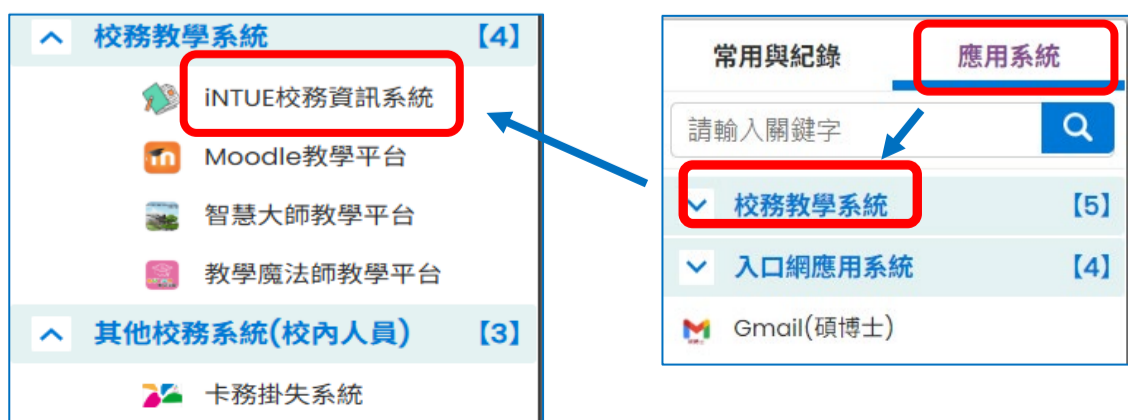 校務教學系統 【4】
iNTUE校務資訊系統
Moodle教學平台
智慧大師教學平台
教學魔法師教學平台
其他校務系統(校內人員) 【3】
卡務掛失系統
常用與紀錄 應用系統
請輸入關鍵字
校務教學系統 【5】
入口網應用系統 【4】
Gmail(碩博士)